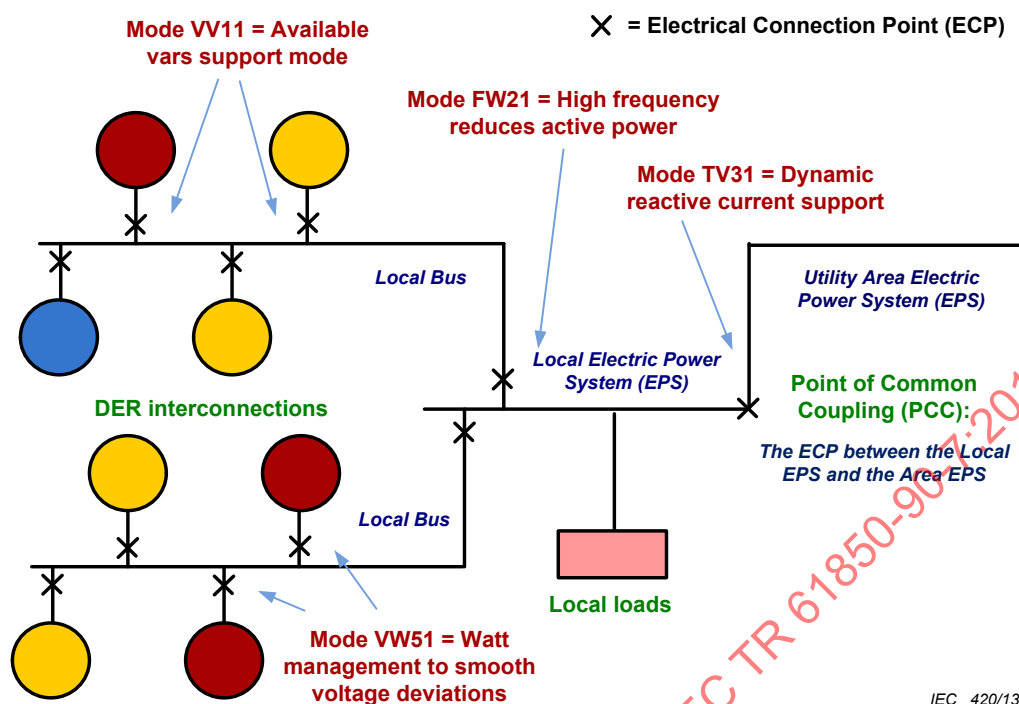 Mode VV11 = Available
vars support mode
X = Electrical Connection Point (ECP)
Mode FW21 = High frequency
reduces active power
Mode TV31 = Dynamic
reactive current support
Local Bus
Utility Area Electric
Power System (EPS)
Local Electric Power
System (EPS)
DER interconnections
Point of Common
Coupling (PCC):
The ECP between the Local
EPS and the Area EPS
Local Bus
Local loads
Mode VW51 = Watt
management to smooth
voltage deviations
TR 61850-90-7:201
IEC 420/13